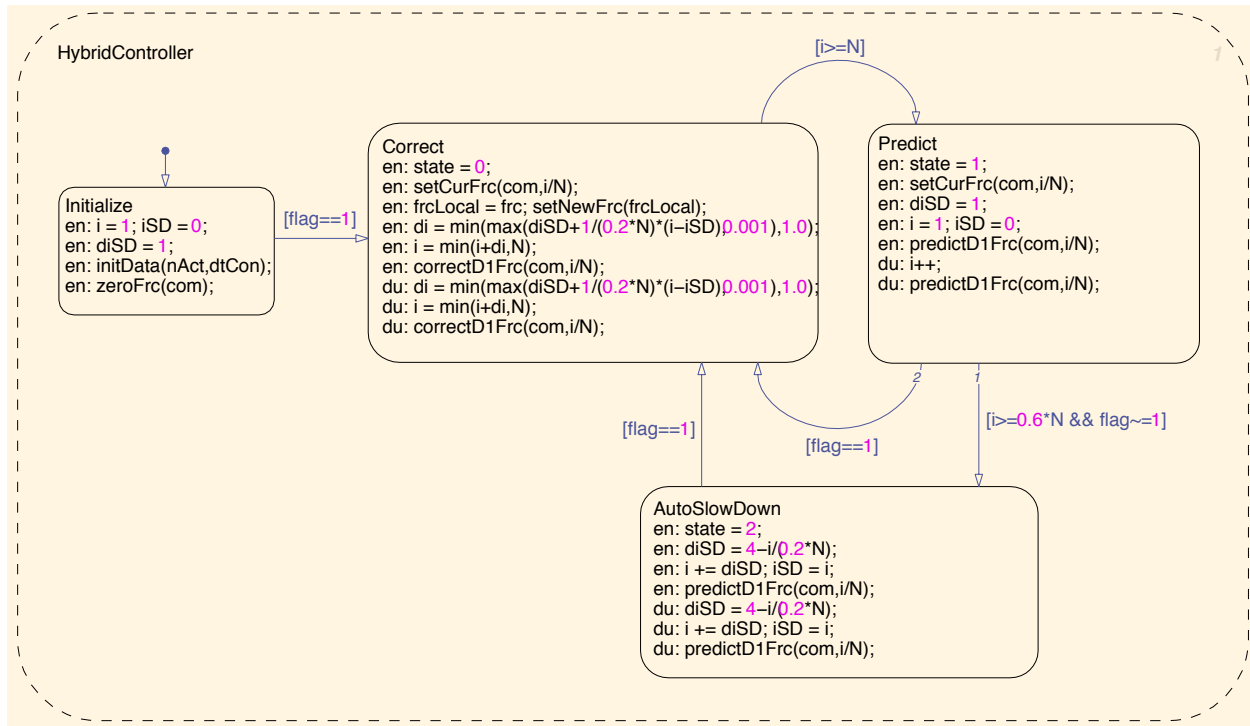 HybridController
1
[i>=N]
Correct
en: state = 0;
en: setCurFrc(com,i/N);
en: frcLocal = frc; setNewFrc(frcLocal);
en: di = min(max(diSD+1/(0.2*N)*(i−iSD),0.001),1.0);
en: i = min(i+di,N);
en: correctD1Frc(com,i/N);
du: di = min(max(diSD+1/(0.2*N)*(i−iSD),0.001),1.0);
du: i = min(i+di,N);
du: correctD1Frc(com,i/N);
Predict
en: state = 1;
en: setCurFrc(com,i/N);
en: diSD = 1;
en: i = 1; iSD = 0;
en: predictD1Frc(com,i/N);
du: i++;
du: predictD1Frc(com,i/N);
Initialize
en: i = 1; iSD = 0;
en: diSD = 1;
en: initData(nAct,dtCon);
en: zeroFrc(com);
[flag==1]
2
1
[flag==1]
[flag==1]
[i>=0.6*N && flag~=1]
AutoSlowDown
en: state = 2;
en: diSD = 4−i/(0.2*N);
en: i += diSD; iSD = i;
en: predictD1Frc(com,i/N);
du: diSD = 4−i/(0.2*N);
du: i += diSD; iSD = i;
du: predictD1Frc(com,i/N);